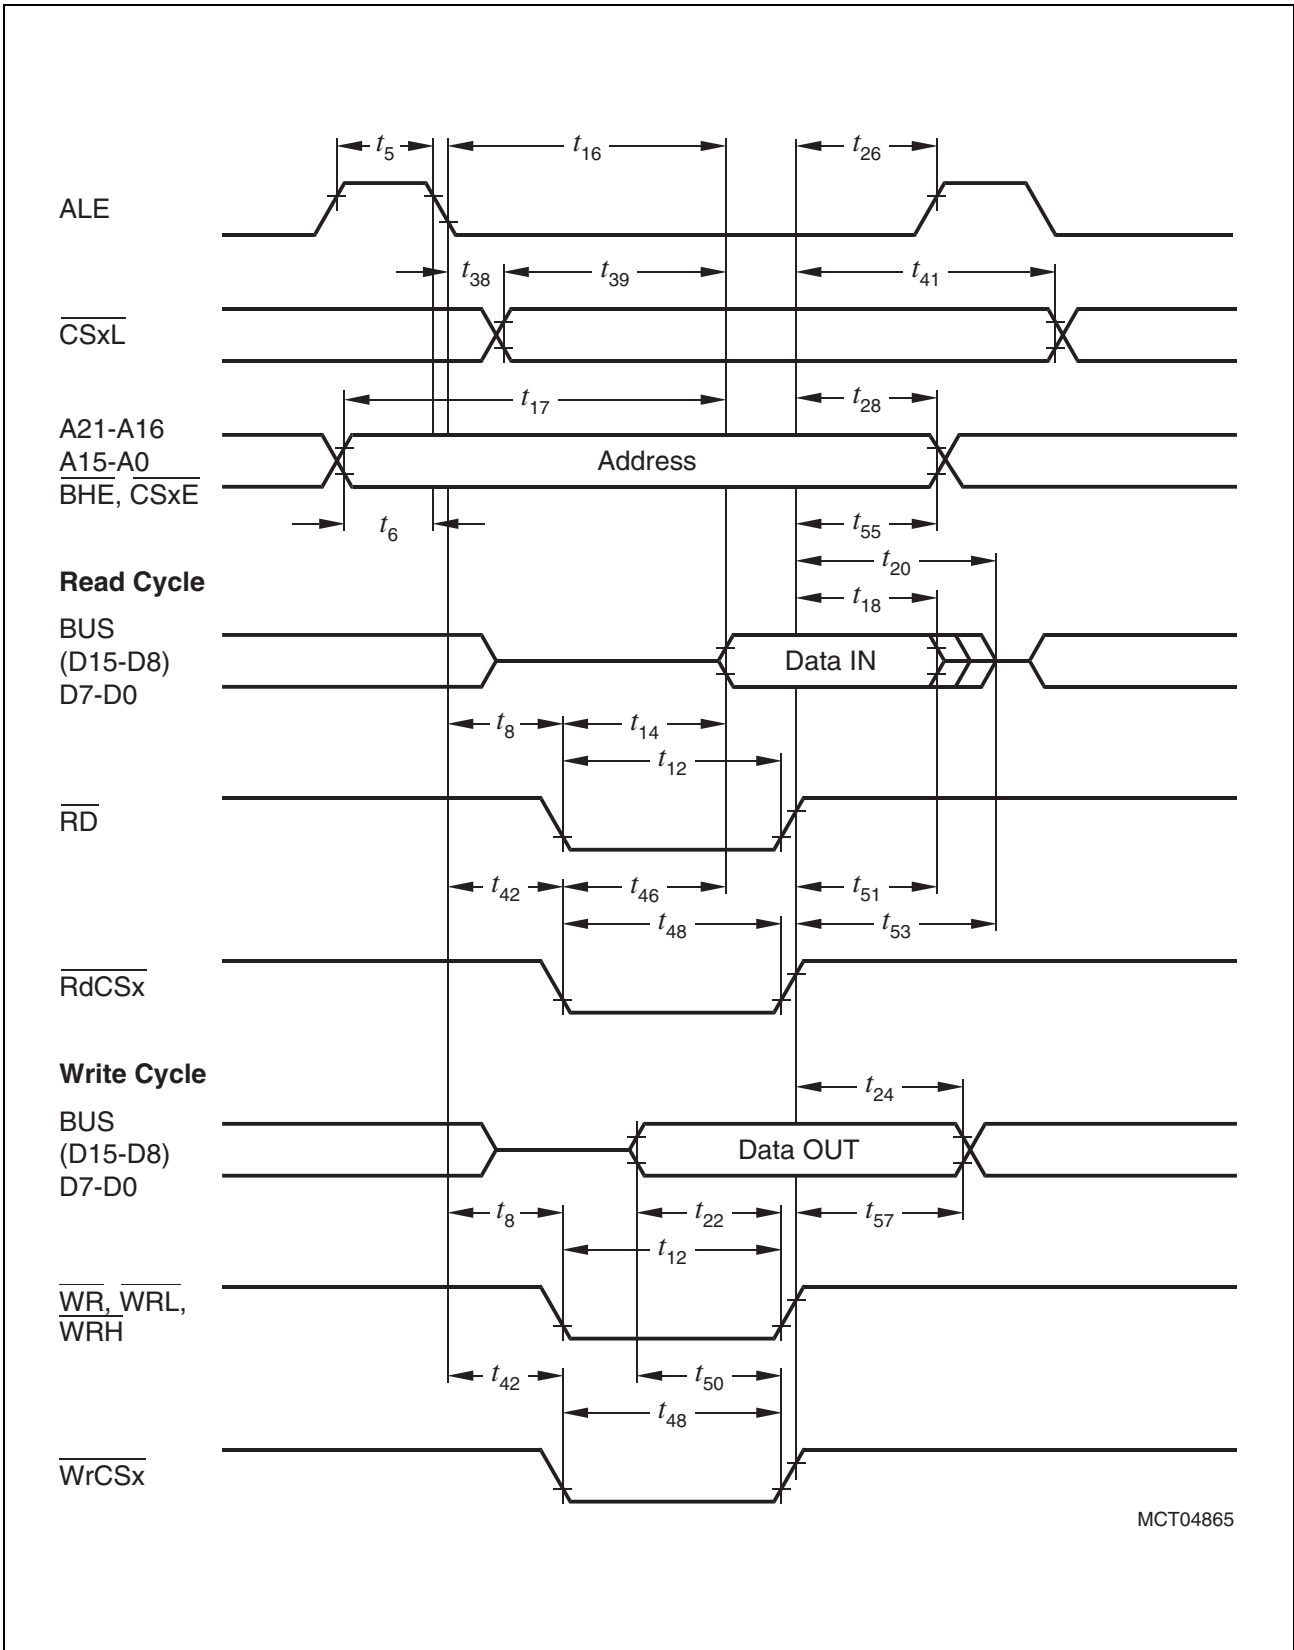 t5 t16 t26
ALE
t38 t39 t41
CSxL
t17 t28
A21-A16
A15-A0
Address
BHE, CSxE
t6 t55
t20
Read Cycle
t18
BUS
(D15-D8)
Data IN
D7-D0
t8 t14
t12
RD
t42 t46 t51
t48 t53
RdCSx
Write Cycle
t24
BUS
(D15-D8)
Data OUT
D7-D0
t8 t22 t57
t12
WR, WRL,
WRH
t42 t50
t48
WrCSx
MCT04865